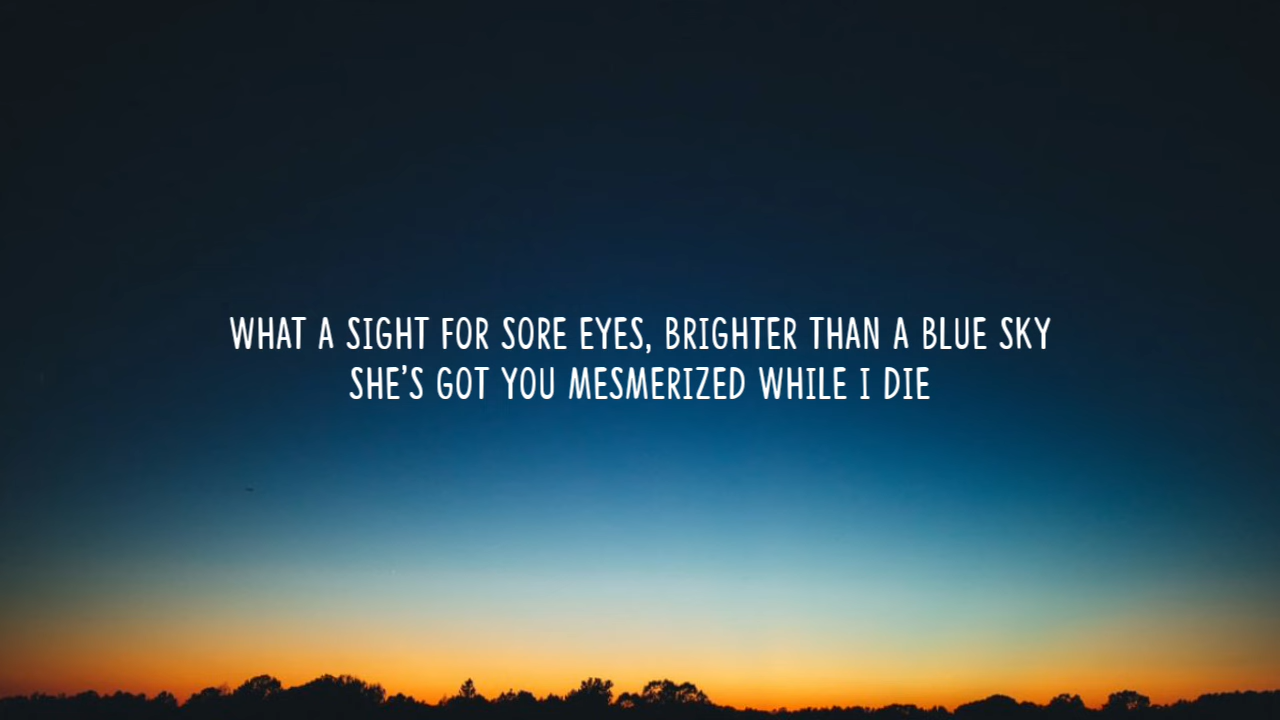 WHAT A SIGHT FOR SORE EYES, BRIGHTER THAN A BLUE SKY
SHE'S GOT YOU MESMERIZED WHILE I DIE